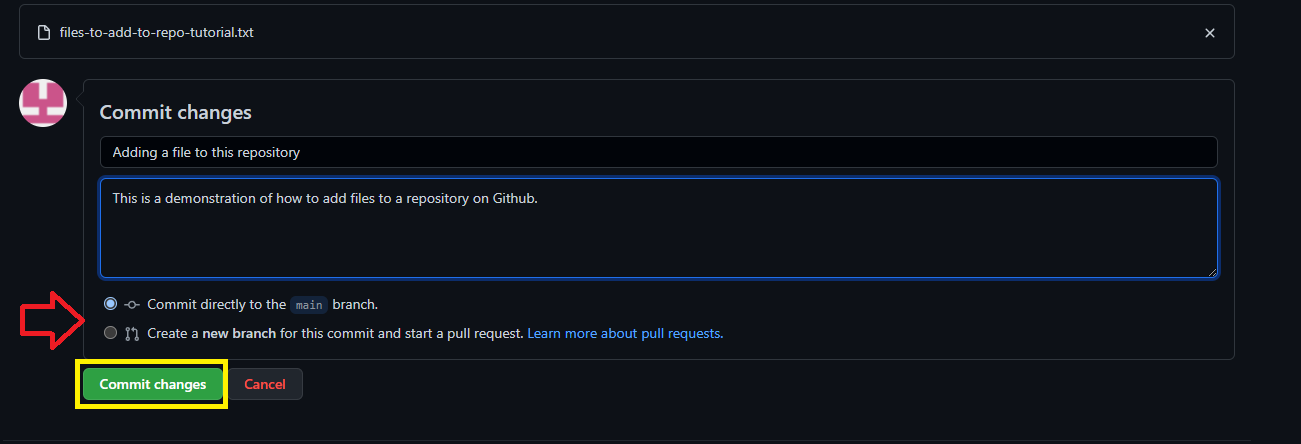 files-to-add-to-repo-tutorial.txt
Commit changes
Adding a file to this repository
This is a demonstration of how to add files to a repository on Github.
Commit directly to the main branch.
Create a new branch for this commit and start a pull request. Learn more about pull requests.
Commit changes Cancel